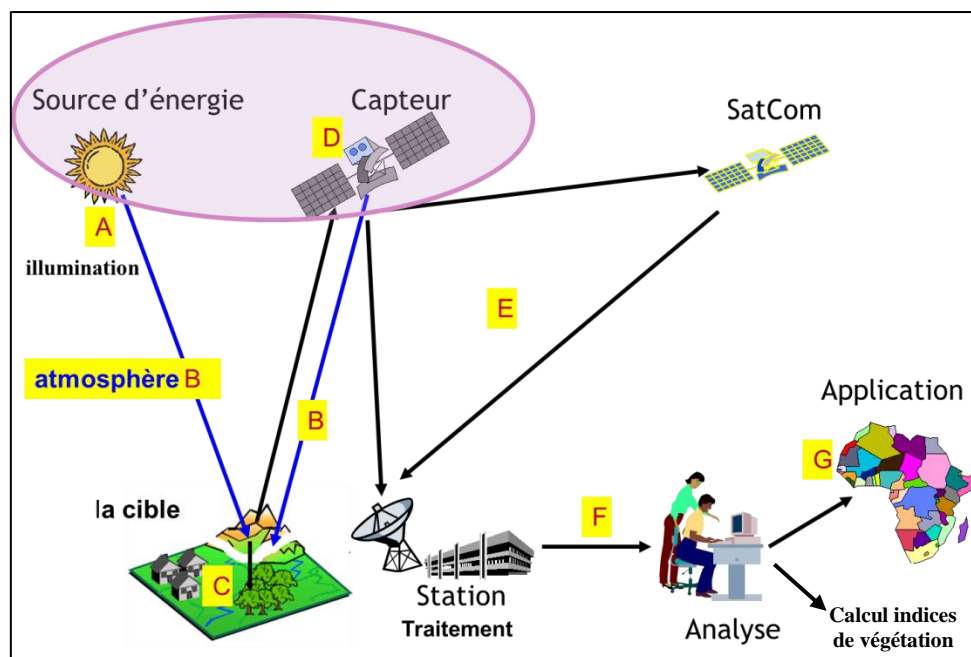 Source d'énergie
Capteur
SatCom
D
A
illumination
E
atmosphère B
B
Application
G
la cible
F
C
Station
Traitement
Analyse
Calcul indices
de végétation